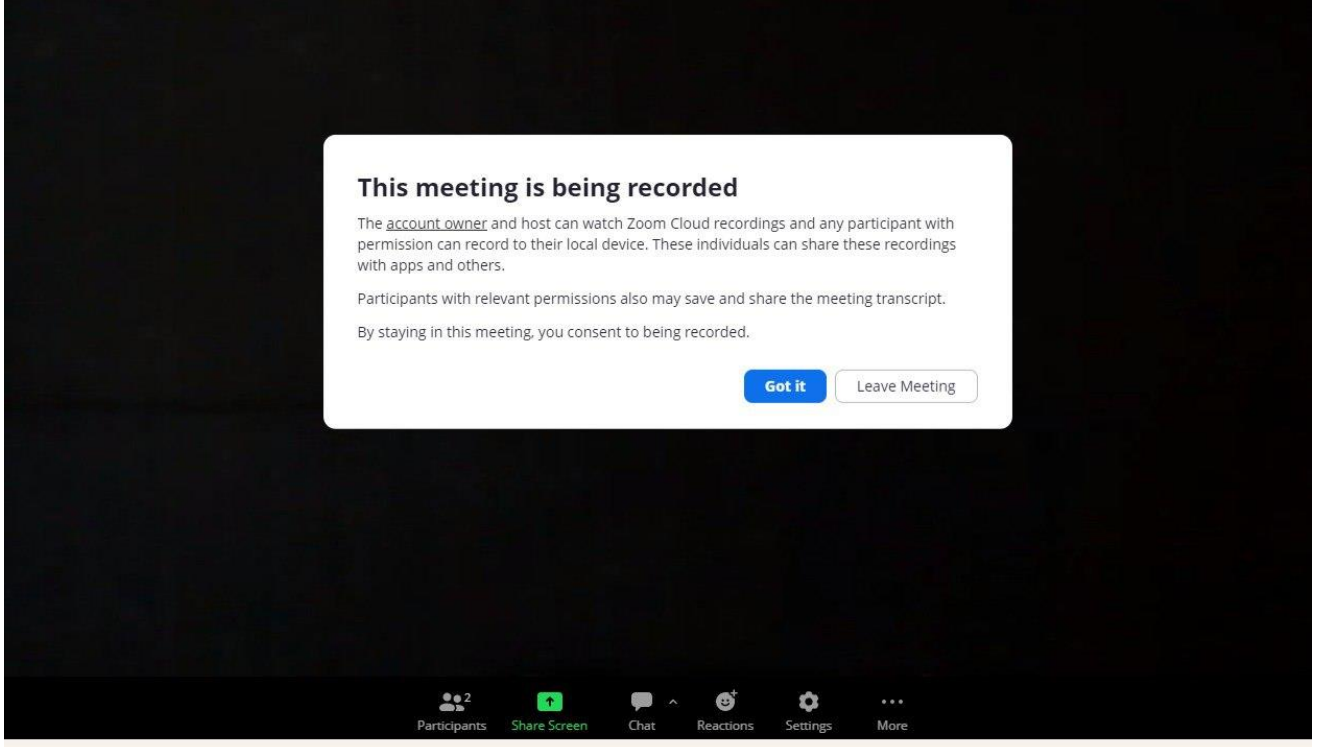 This meeting is being recorded
The account owner and host can watch Zoom Cloud recordings and any participant with
permission can record to their local device. These individuals can share these recordings
with apps and others.
Participants with relevant permissions also may save and share the meeting transcript.
By staying in this meeting, you consent to being recorded.
Got it Leave Meeting
2
Participants Share Screen Chat Reactions Settings More